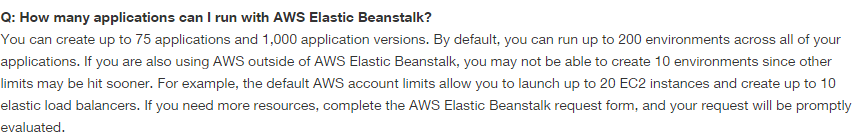 Q: How many applications can I run with AWS Elastic Beanstalk?
You can create up to 75 applications and 1,000 application versions. By default, you can run up to 200 environments across all of your
applications. If you are also using AWS outside of AWS Elastic Beanstalk, you may not be able to create 10 environments since other
limits may be hit sooner. For example, the default AWS account limits allow you to launch up to 20 EC2 instances and create up to 10
elastic load balancers. If you need more resources, complete the AWS Elastic Beanstalk request form, and your request will be promptly
evaluated.